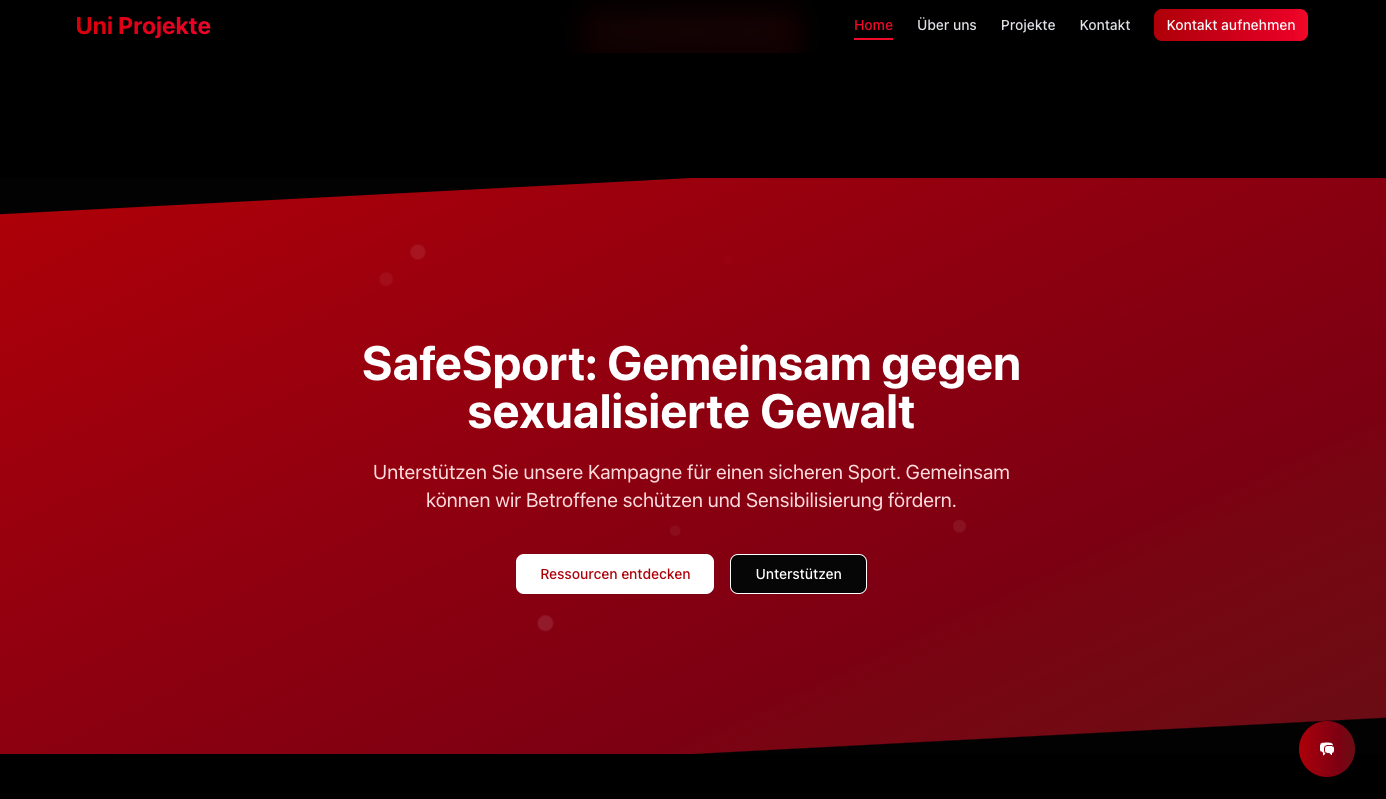 Uni Projekte
Home
Über uns
Projekte
Kontakt
Kontakt aufnehmen
SafeSport: Gemeinsam gegen
sexualisierte Gewalt
Unterstützen Sie unsere Kampagne für einen sicheren Sport. Gemeinsam
können wir Betroffene schützen und Sensibilisierung fördern.
Ressourcen entdecken
Unterstützen